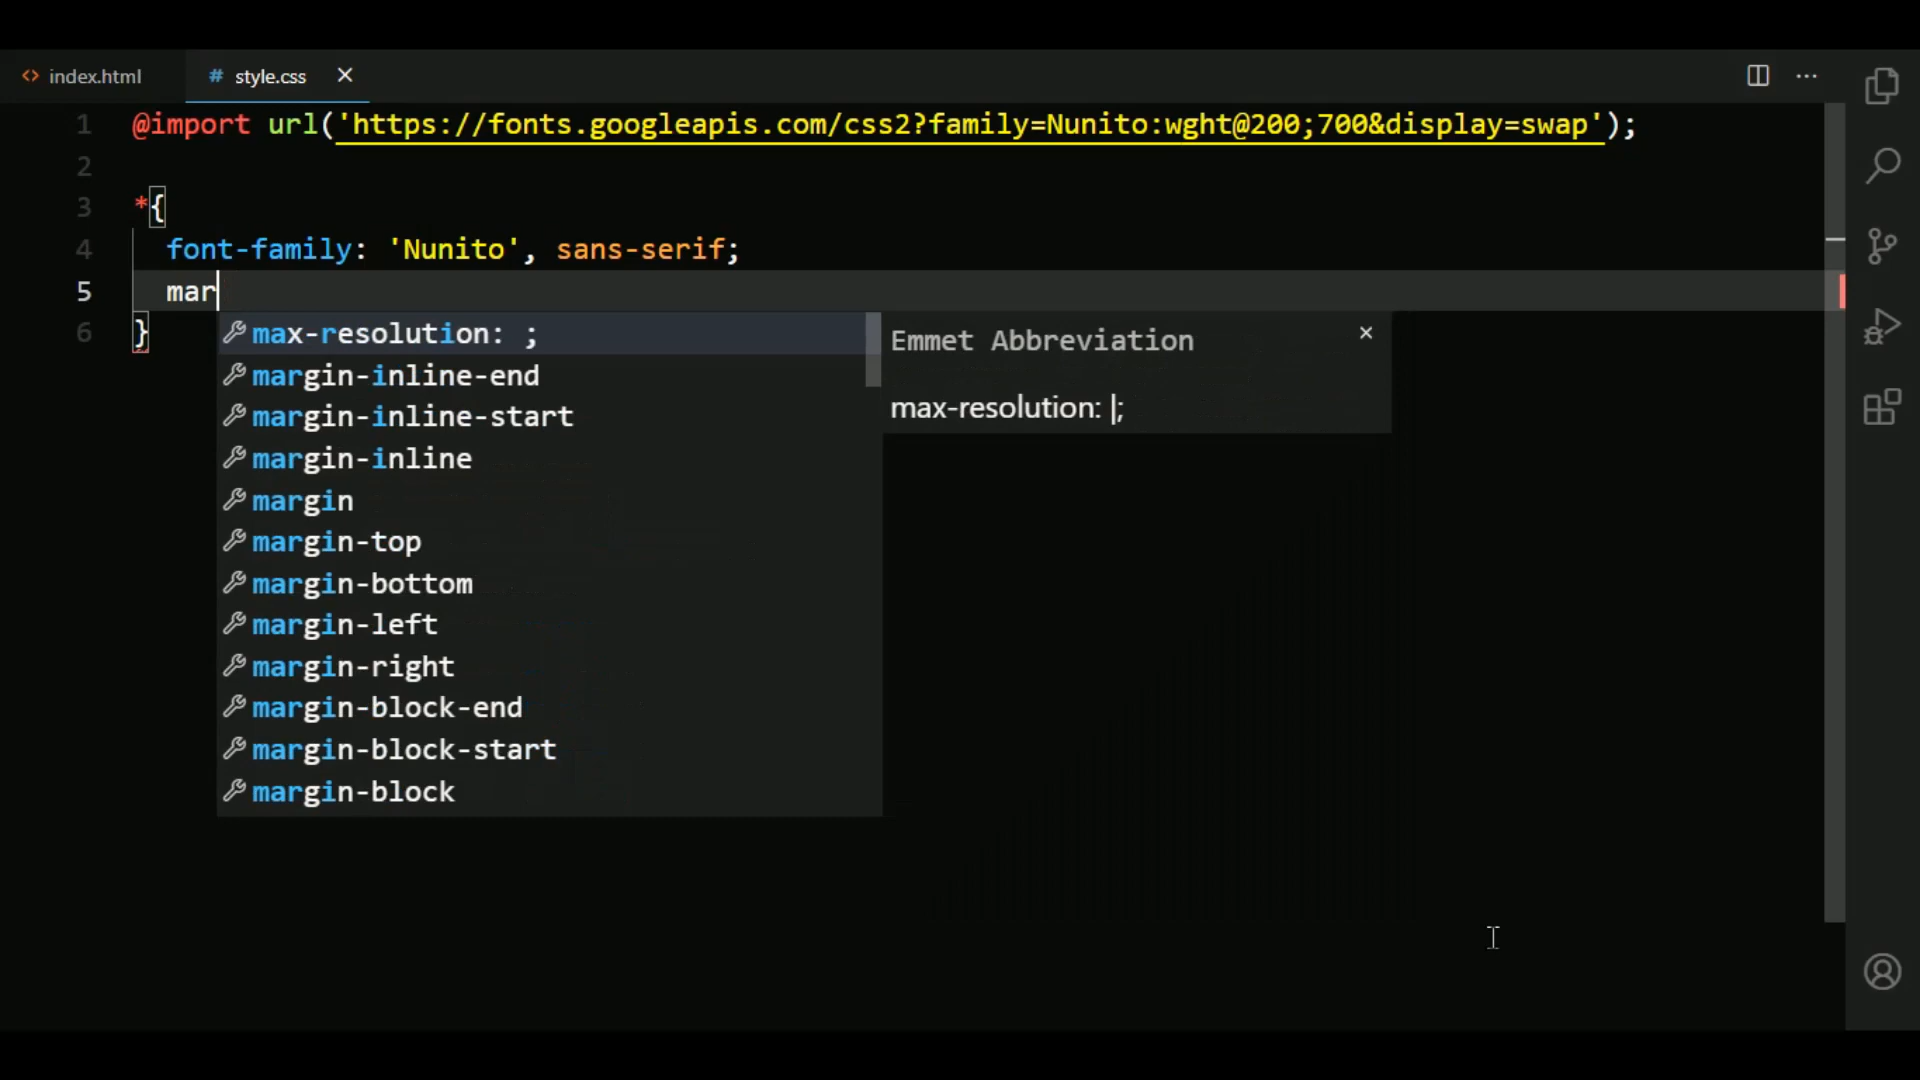 index.html
style.css
1 @import url('https://fonts.googleapis.com/css2?family=Nunito:wght@200;700&display=swap');
2
3 *{
4 font-family: 'Nunito', sans-serif;
5 mar
6 }
max-resolution: ;
margin-inline-end
margin-inline-start
margin-inline
margin
margin-top
margin-bottom
margin-left
margin-right
margin-block-end
margin-block-start
margin-block
Emmet Abbreviation
max-resolution: |;